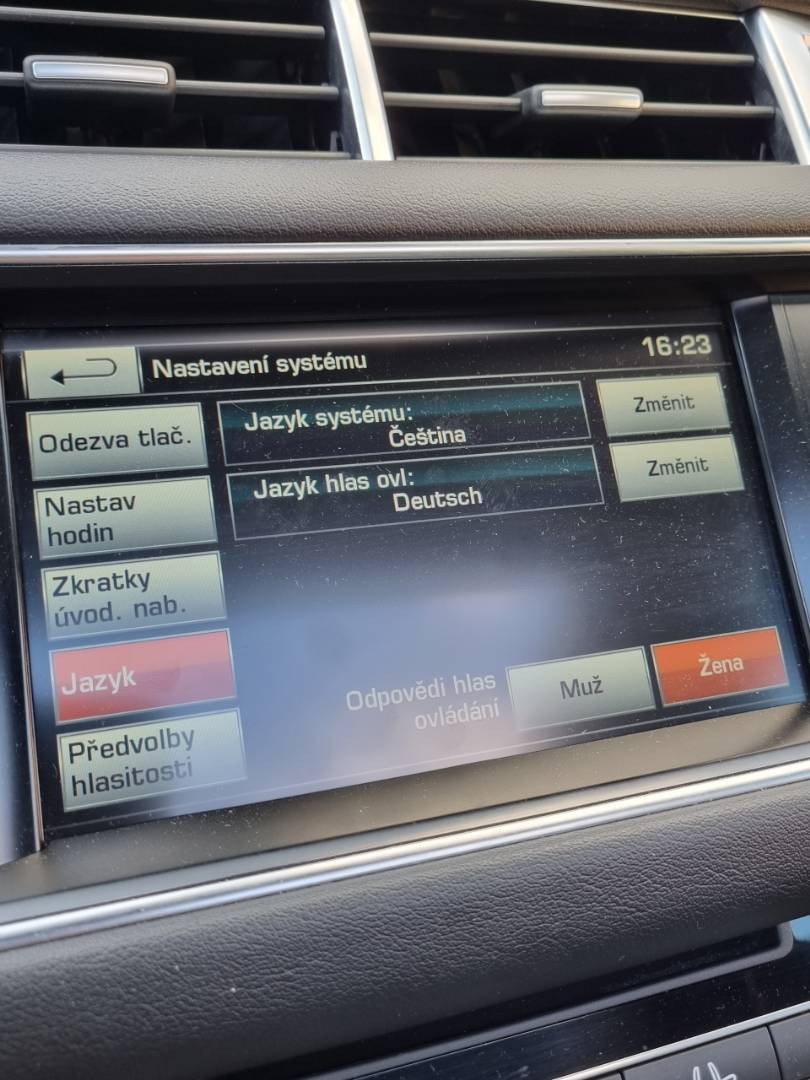 Nastavení systému
16:23
Odezva tlač.
Jazyk systému:
Čeština
Změnit
Nastav
hodin
Jazyk hlas ovl:
Deutsch
Změnit
Zkratky
úvod. nab.
Jazyk
Odpovědi hlas
ovládání
Muž
Žena
Předvolby
hlasitosti